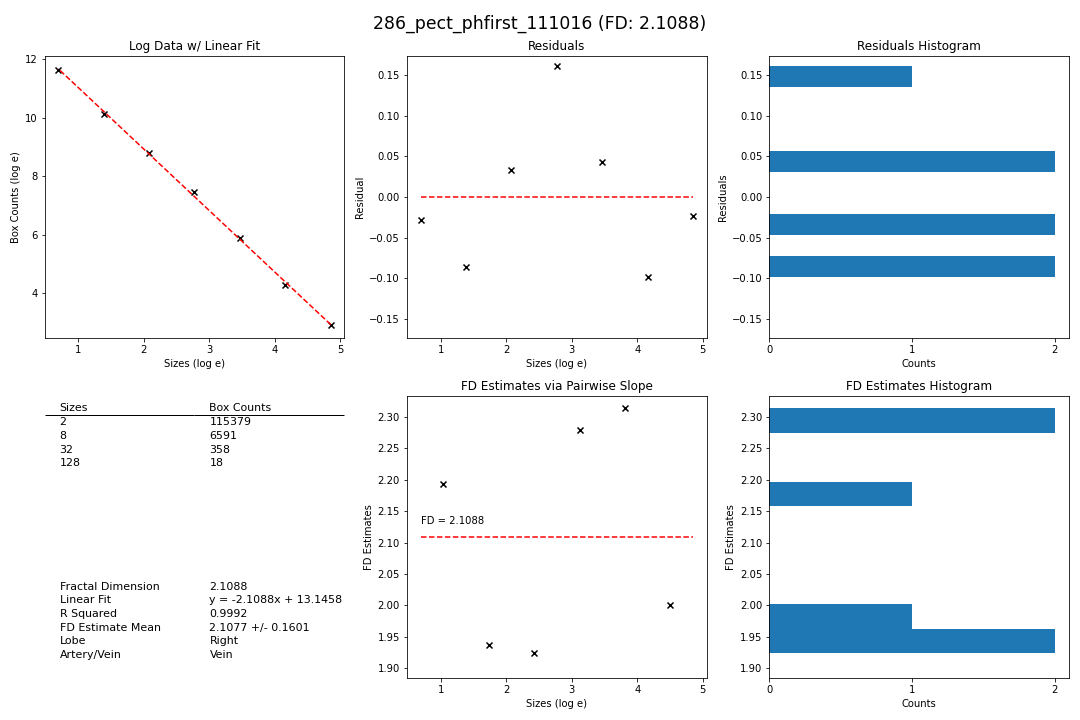 286_pect_phfirst_111016 (FD: 2.1088)
Log Data w/ Linear Fit
12
10
8
6
4
Box Counts (log e)
1 2 3 4 5
Sizes (log e)
Residuals
0.15
0.10
0.05
0.00
−0.05
−0.10
−0.15
Residual
1 2 3 4 5
Sizes (log e)
Residuals Histogram
0.15
0.10
0.05
0.00
−0.05
−0.10
−0.15
Residuals
0 1 2
Counts
Sizes Box Counts
2 115379
8 6591
32 358
128 18
Fractal Dimension 2.1088
Linear Fit y = -2.1088x + 13.1458
R Squared 0.9992
FD Estimate Mean 2.1077 +/- 0.1601
Lobe Right
Artery/Vein Vein
FD Estimates via Pairwise Slope
2.30
2.25
2.20
2.15
2.10
2.05
2.00
1.95
1.90
FD Estimates
FD = 2.1088
1 2 3 4 5
Sizes (log e)
FD Estimates Histogram
2.30
2.25
2.20
2.15
2.10
2.05
2.00
1.95
1.90
FD Estimates
0 1 2
Counts